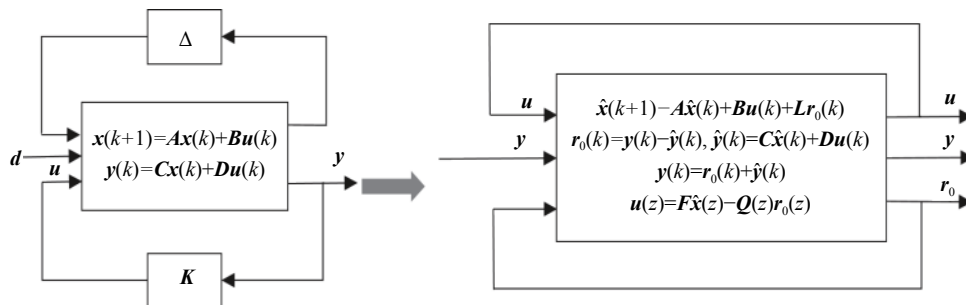 Δ
x(k+1)=Ax(k)+Bu(k)
y(k)=Cx(k)+Du(k)
d
u
y
K
u
y
x̂(k+1)−Ax̂(k)+Bu(k)+Lr₀(k)
r₀(k)=y(k)−ŷ(k), ŷ(k)=Cx̂(k)+Du(k)
y(k)=r₀(k)+ŷ(k)
u(z)=Fx̂(z)−Q(z)r₀(z)
u
y
r₀